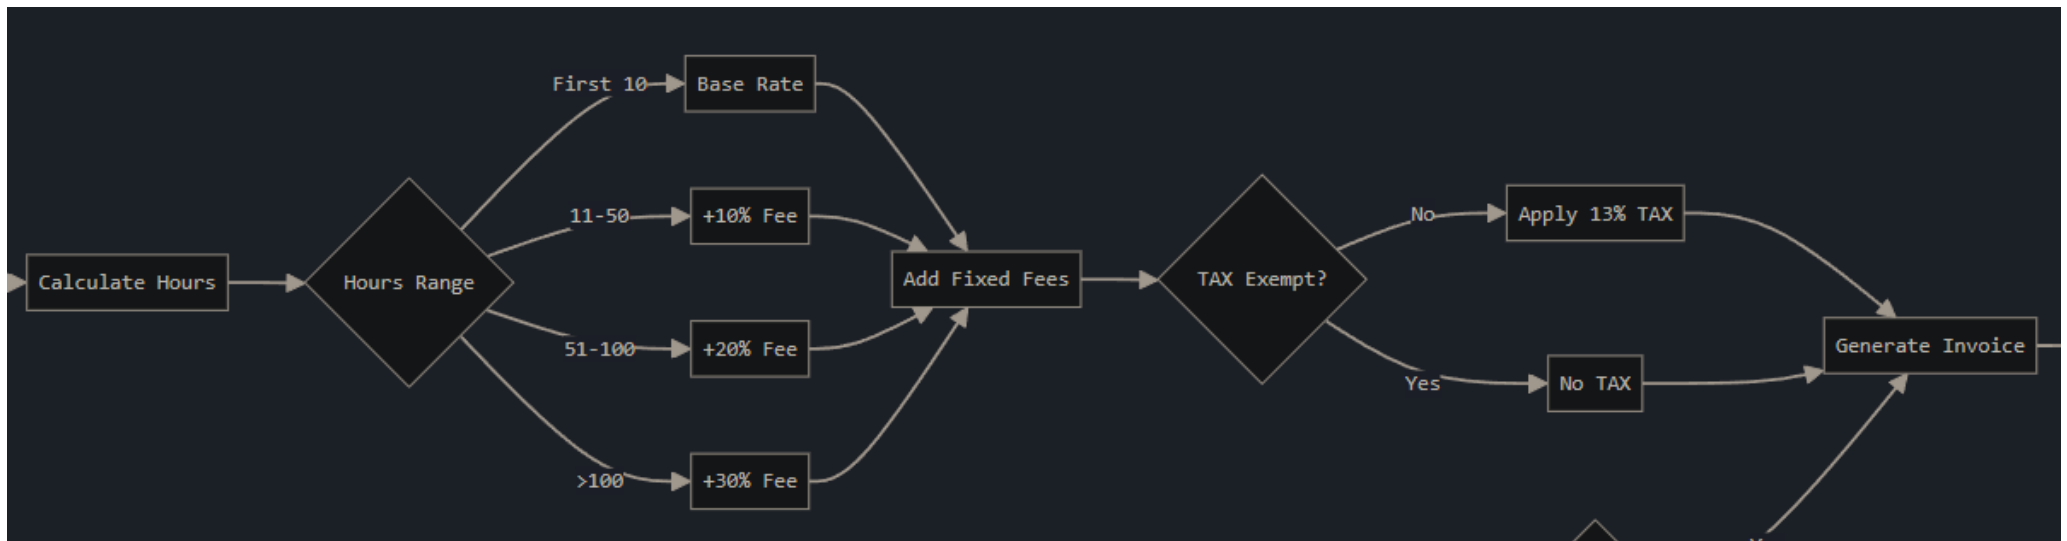 First 10
Base Rate
11-50
+10% Fee
No
Apply 13% TAX
Calculate Hours
Hours Range
Add Fixed Fees
TAX Exempt?
51-100
+20% Fee
Generate Invoice
Yes
No TAX
>100
+30% Fee